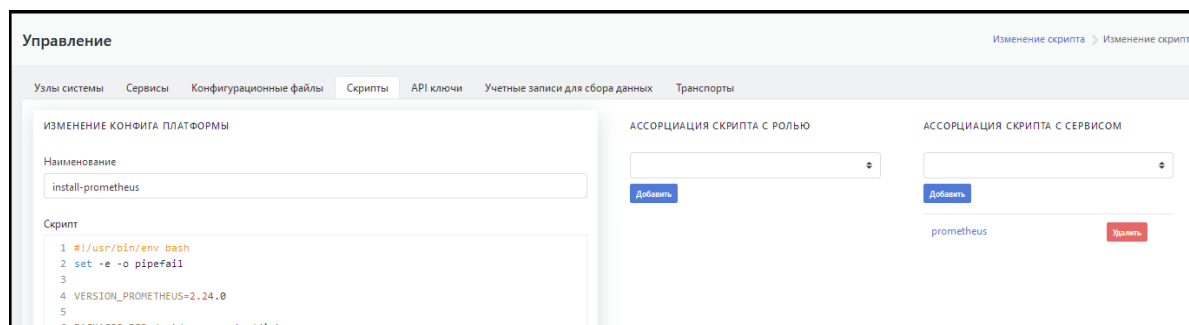 Управление
Изменение скрипта > Изменение скрипт
Узлы системы Сервисы Конфигурационные файлы Скрипты API ключи Учетные записи для сбора данных Транспорты
ИЗМЕНЕНИЕ КОНФИГА ПЛАТФОРМЫ
Наименование
install-prometheus
Скрипт
1 #!/usr/bin/env bash
2 set -e -o pipefail
3
4 VERSION_PROMETHEUS=2.24.0
5
АССОРЦИАЦИЯ СКРИПТА С РОЛЬЮ
Добавить
АССОРЦИАЦИЯ СКРИПТА С СЕРВИСОМ
Добавить
prometheus Удалить